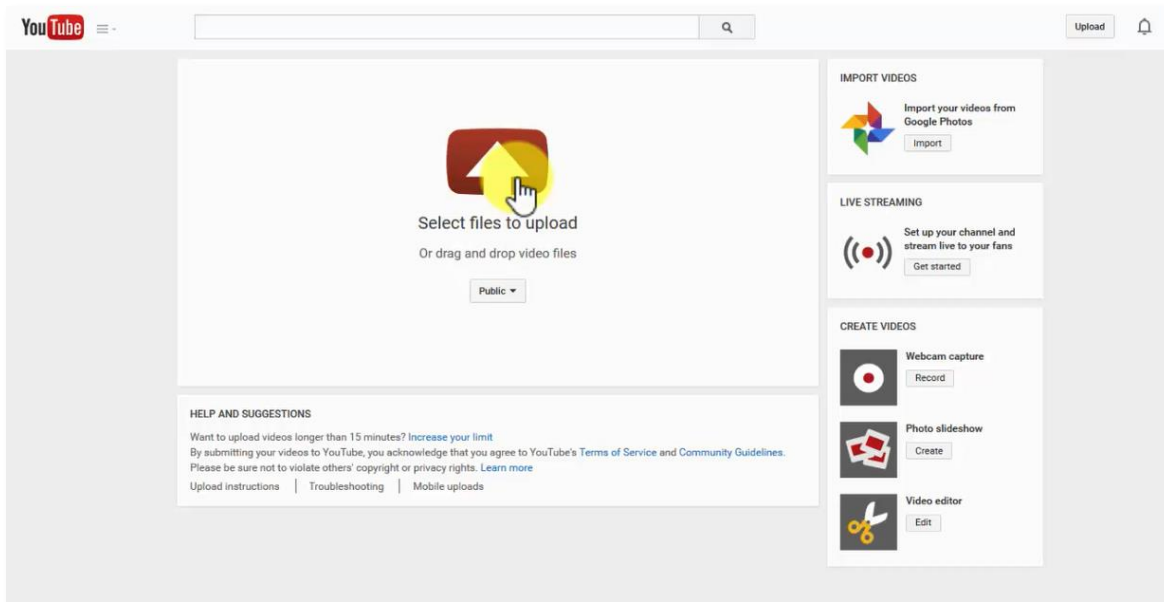 YouTube
Upload
Select files to upload
Or drag and drop video files
Public
HELP AND SUGGESTIONS
Want to upload videos longer than 15 minutes? Increase your limit
By submitting your videos to YouTube, you acknowledge that you agree to YouTube's Terms of Service and Community Guidelines.
Please be sure not to violate others' copyright or privacy rights. Learn more
Upload instructions | Troubleshooting | Mobile uploads
IMPORT VIDEOS
Import your videos from
Google Photos
Import
LIVE STREAMING
Set up your channel and
stream live to your fans
Get started
CREATE VIDEOS
Webcam capture
Record
Photo slideshow
Create
Video editor
Edit